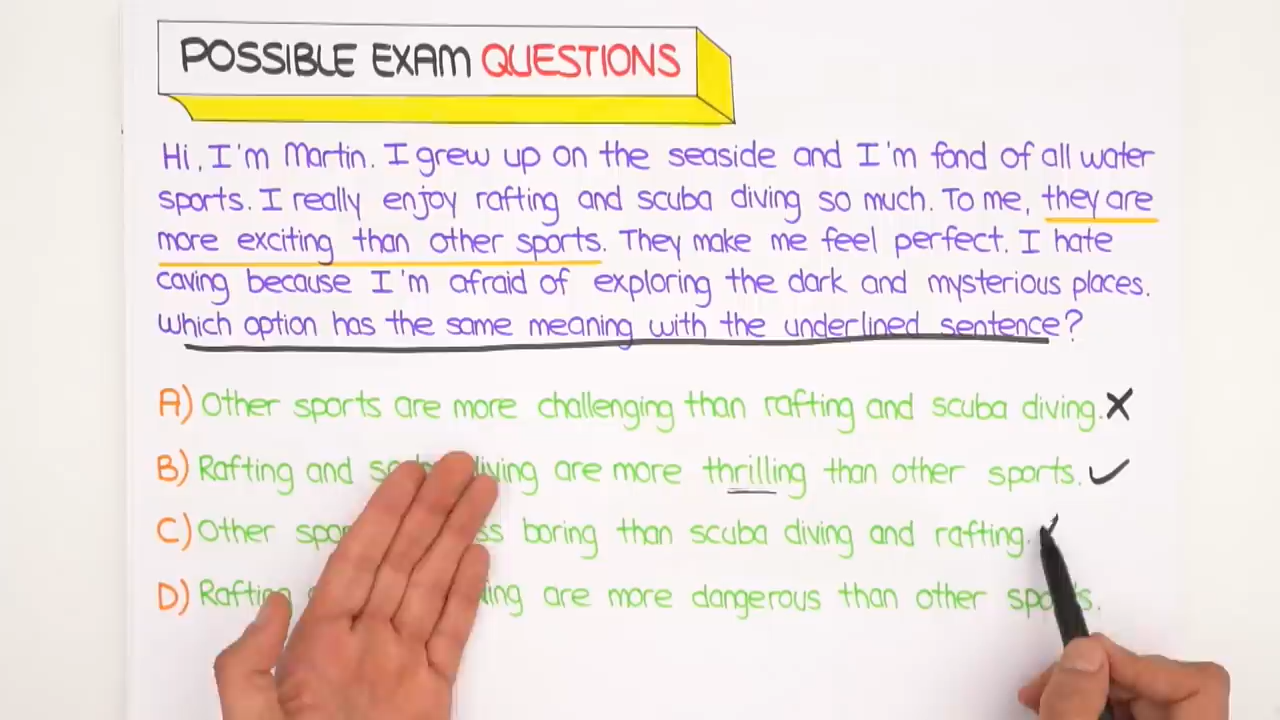 POSSIBLE EXAM QUESTIONS
Hi, I'm Martin. I grew up on the seaside and I'm fond of all water
sports. I really enjoy rafting and scuba diving so much. To me, they are
more exciting than other sports. They make me feel perfect. I hate
caving because I'm afraid of exploring the dark and mysterious places.
Which option has the same meaning with the underlined sentence?
A) Other sports are more challenging than rafting and scuba diving.
B) Rafting and diving are more thrilling than other sports.
C) Other boring than scuba diving and rafting.
D) Rafting are more dangerous than other sports.